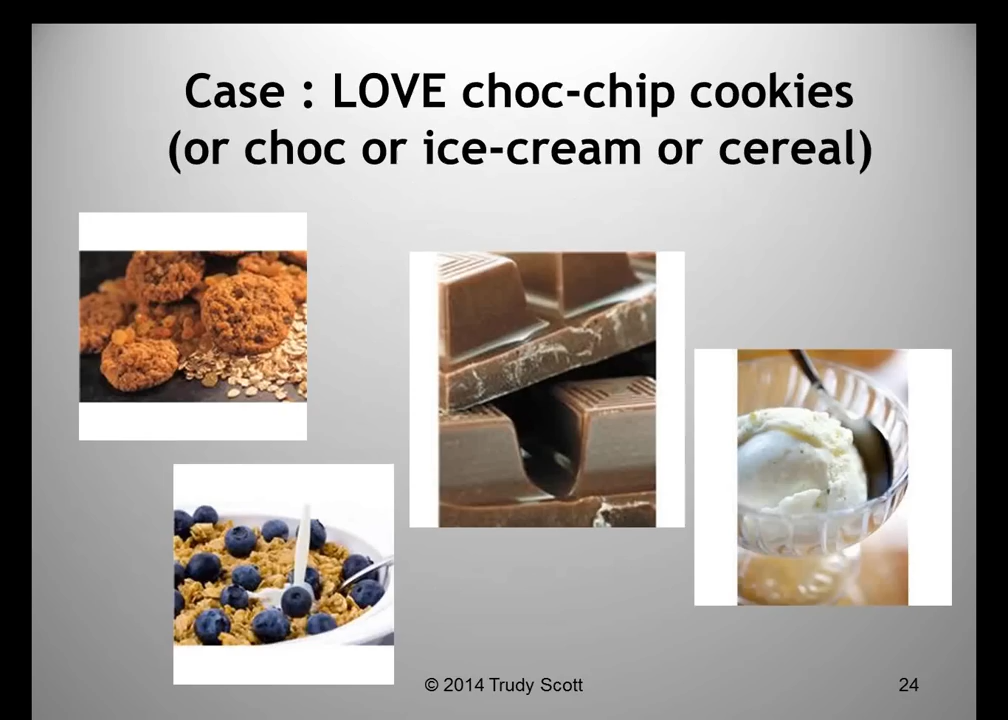 Case : LOVE choc-chip cookies
(or choc or ice-cream or cereal)
© 2014 Trudy Scott
24